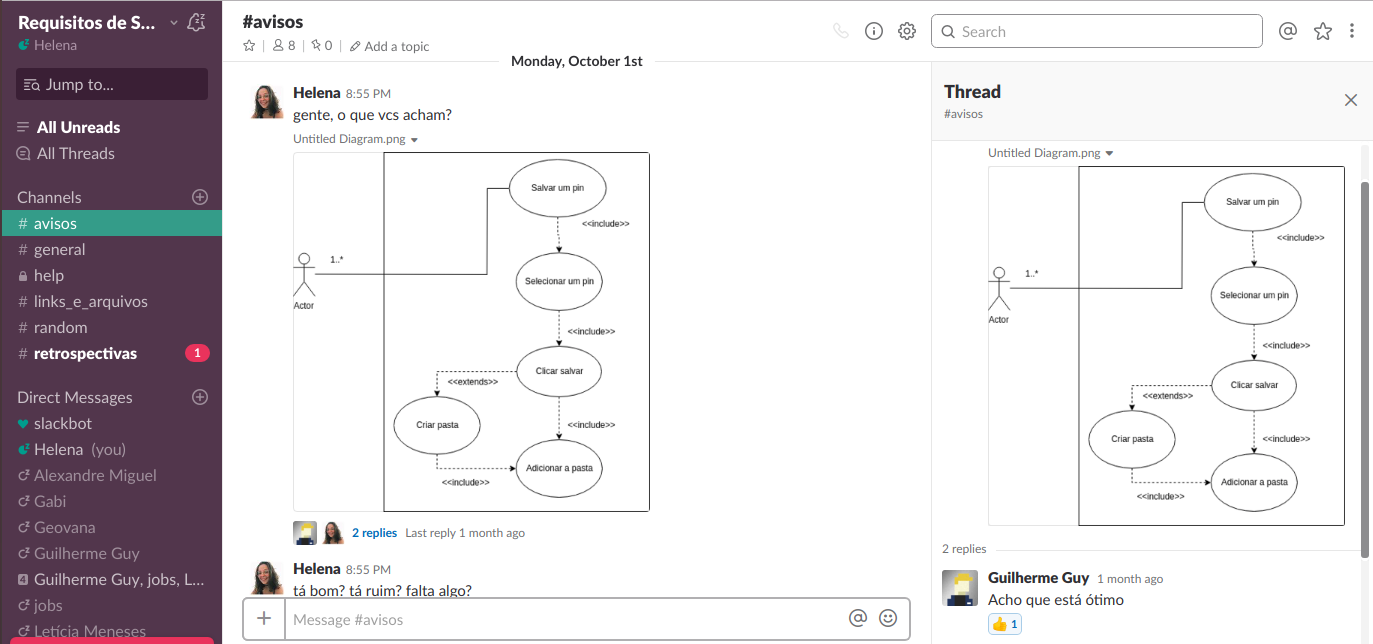 Requisitos de S...
Helena
Jump to...
All Unreads
All Threads
Channels
# avisos
# general
help
# links_e_arquivos
# random
# retrospectivas 1
Direct Messages
slackbot
Helena (you)
Alexandre Miguel
Gabi
Geovana
Guilherme Guy
4 Guilherme Guy, jobs, L...
jobs
Letícia Meneses
#avisos
8 | 0 | Add a topic
Search
Monday, October 1st
Helena 8:55 PM
gente, o que vcs acham?
Untitled Diagram.png
Salvar um pin
<<include>>
1..*
Selecionar um pin
Actor
<<include>>
Clicar salvar
<<extends>>
Criar pasta
<<include>>
Adicionar a pasta
<<include>>
2 replies Last reply 1 month ago
Helena 8:55 PM
tá bom? tá ruim? falta algo?
Message #avisos
Thread
#avisos
Untitled Diagram.png
Salvar um pin
<<include>>
1..*
Selecionar um pin
Actor
<<include>>
Clicar salvar
<<extends>>
Criar pasta
<<include>>
Adicionar a pasta
<<include>>
2 replies
Guilherme Guy 1 month ago
Acho que está ótimo
1